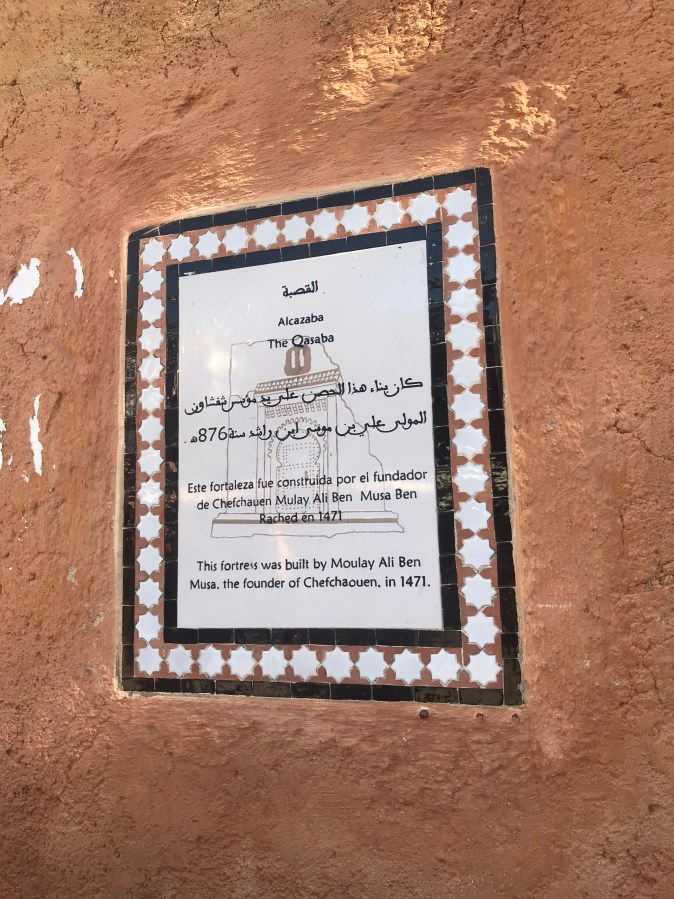 القصبة
Alcazaba
The Qasaba
كان بناء هذا الحصن على يد مؤسس شفشاون
المولى علي بن موسى ابن راشد سنة 876ﻫ.
Este fortaleza fue construida por el fundador
de Chefchauen Mulay Ali Ben Musa Ben
Rached en 1471
This fortress was built by Moulay Ali Ben
Musa, the founder of Chefchaouen, in 1471.